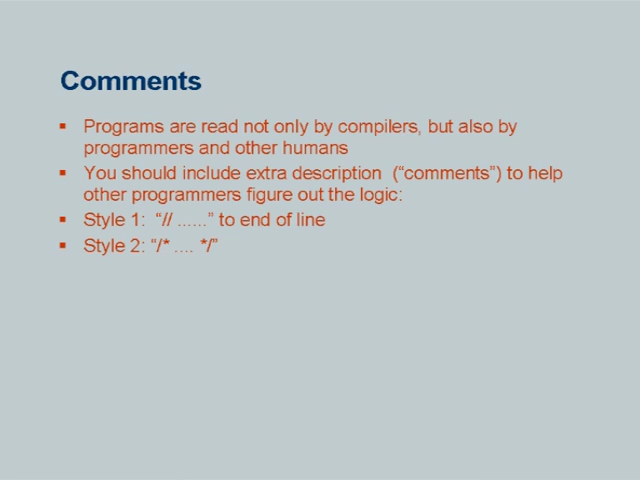 Comments
▪ Programs are read not only by compilers, but also by
programmers and other humans
▪ You should include extra description  (“comments”) to help
other programmers figure out the logic:
▪ Style 1:  “// ......” to end of line
▪ Style 2: “/* .... */”